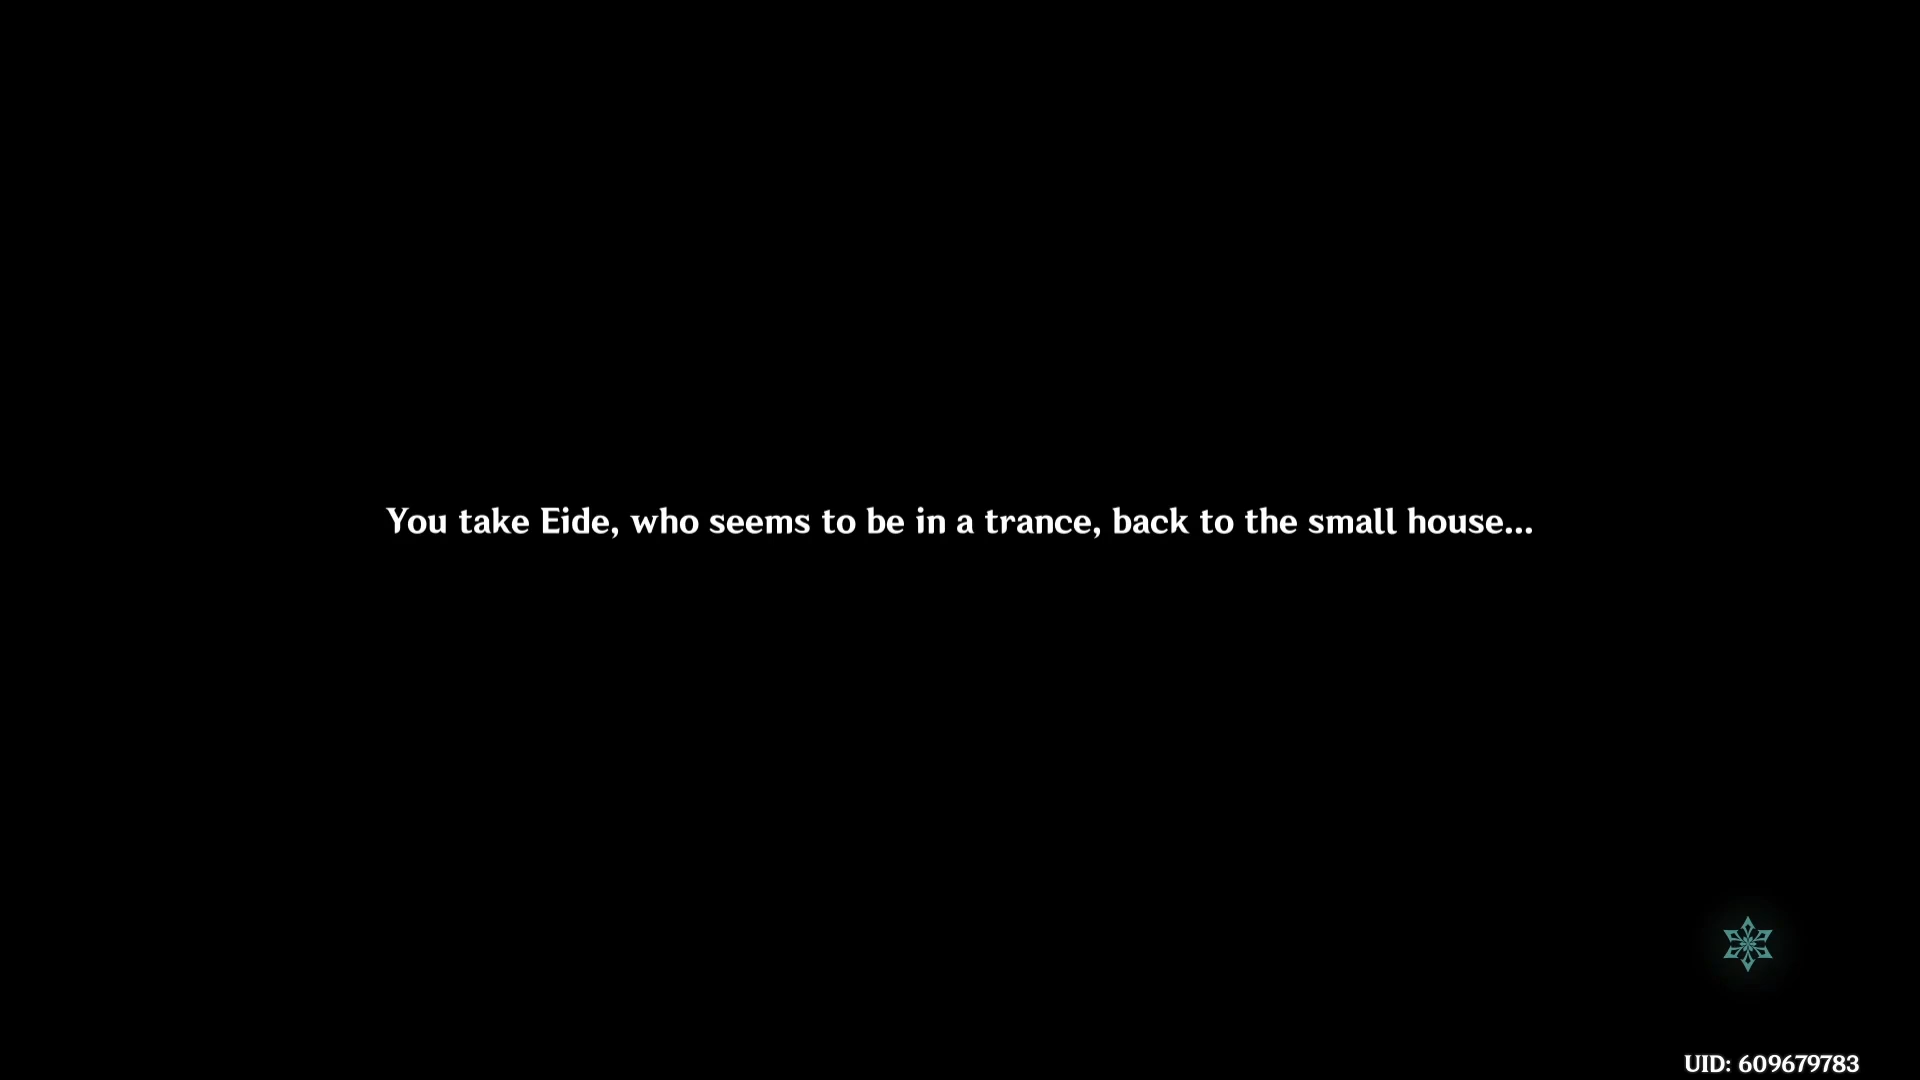 You take Eide, who seems to be in a trance, back to the small house...
UID: 609679783